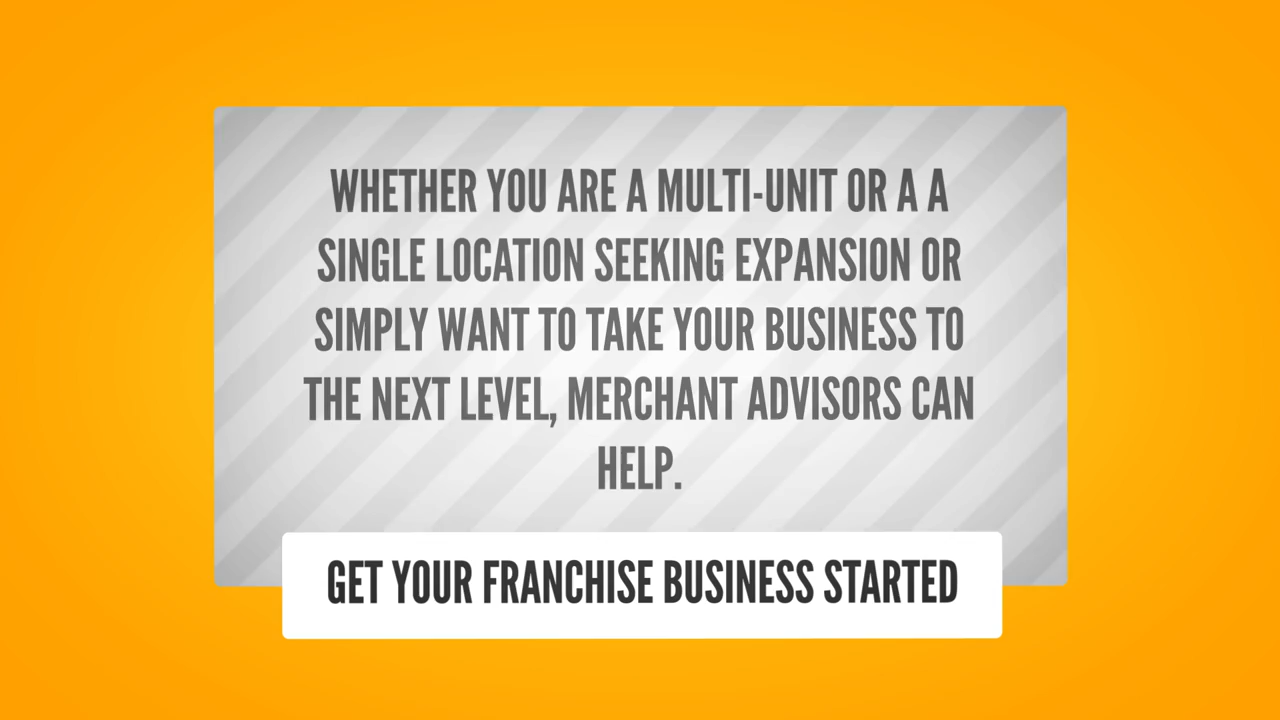 WHETHER YOU ARE A MULTI-UNIT OR A A
SINGLE LOCATION SEEKING EXPANSION OR
SIMPLY WANT TO TAKE YOUR BUSINESS TO
THE NEXT LEVEL, MERCHANT ADVISORS CAN
HELP.
GET YOUR FRANCHISE BUSINESS STARTED